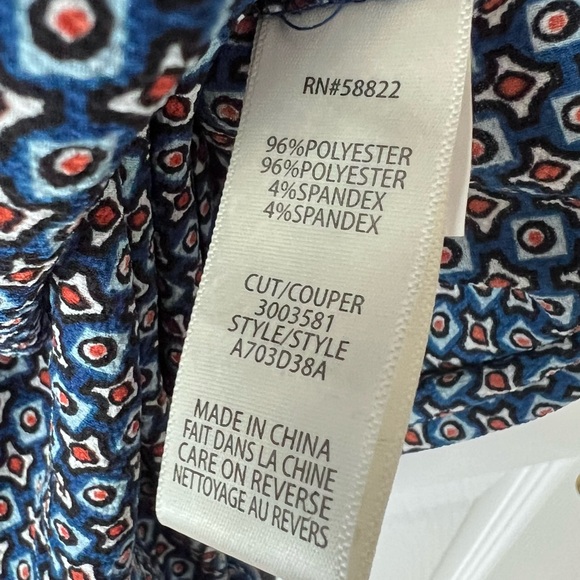 RN#58822
96%POLYESTER
96%POLYESTER
4%SPANDEX
4%SPANDEX
CUT/COUPER
3003581
STYLE/STYLE
A703D38A
MADE IN CHINA
FAIT DANS LA CHINE
CARE ON REVERSE
NETTOYAGE AU REVERS